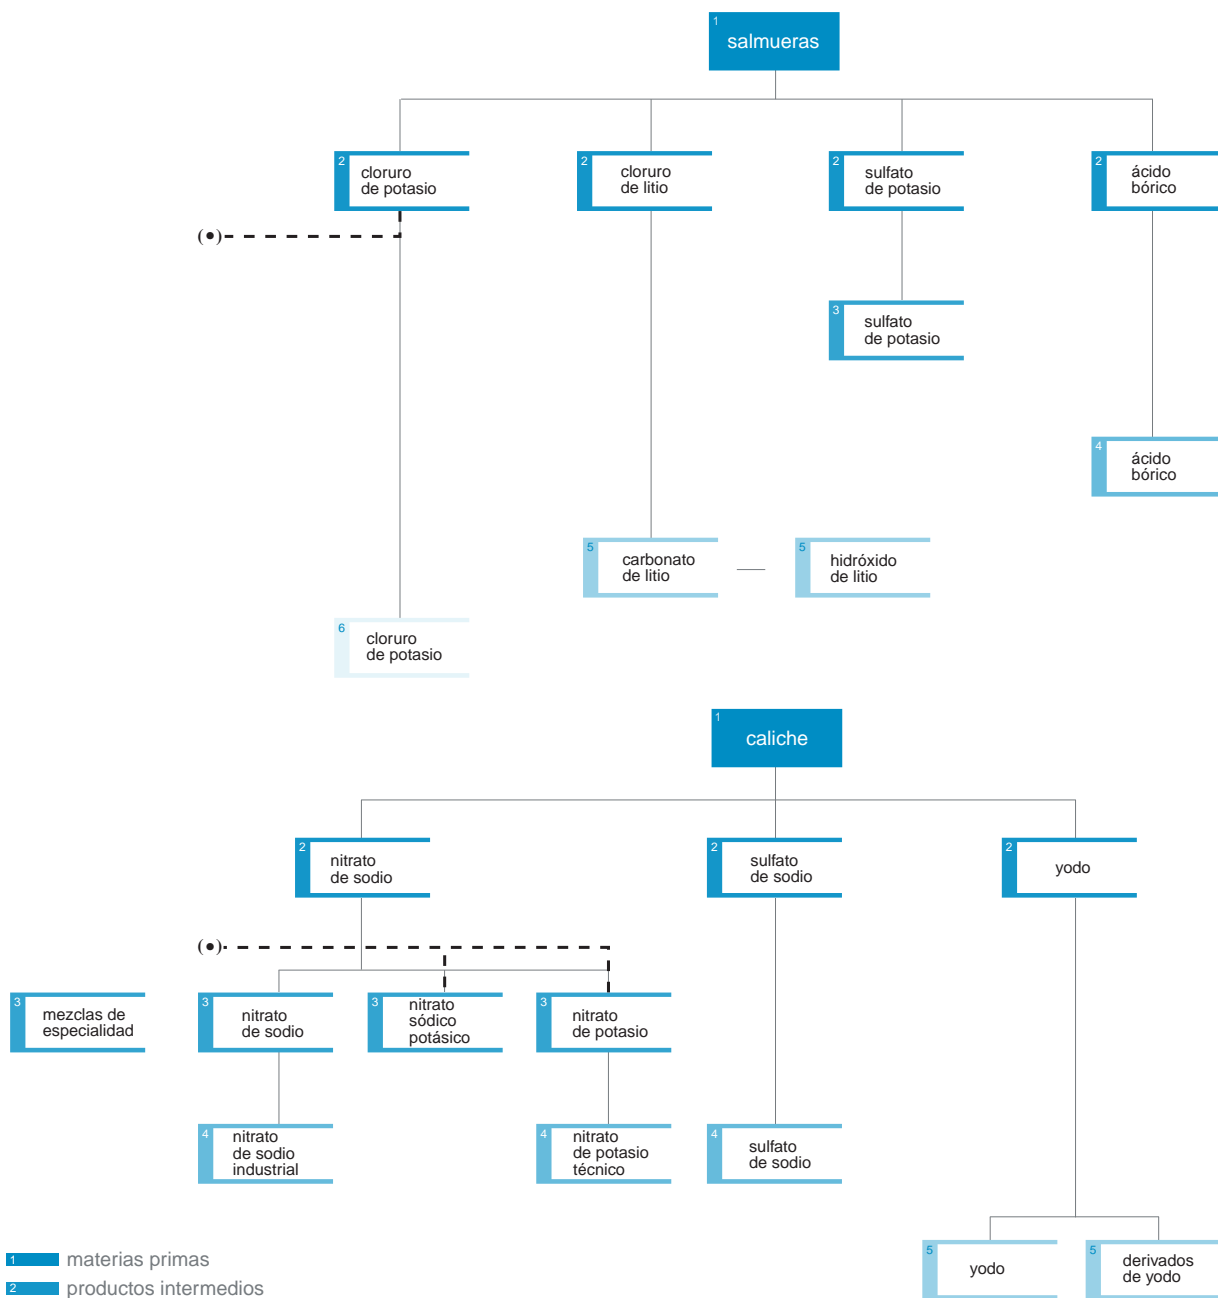 1
salmueras
2
cloruro
de potasio
2
cloruro
de litio
2
sulfato
de potasio
2
ácido
bórico
(•)
3
sulfato
de potasio
4
ácido
bórico
5
carbonato
de litio
5
hidróxido
de litio
6
cloruro
de potasio
1
caliche
2
nitrato
de sodio
2
sulfato
de sodio
2
yodo
(•)
3
mezclas de
especialidad
3
nitrato
de sodio
3
nitrato
sódico
potásico
3
nitrato
de potasio
4
nitrato
de sodio
industrial
4
nitrato
de potasio
técnico
4
sulfato
de sodio
5
yodo
5
derivados
de yodo
1 materias primas
2 productos intermedios